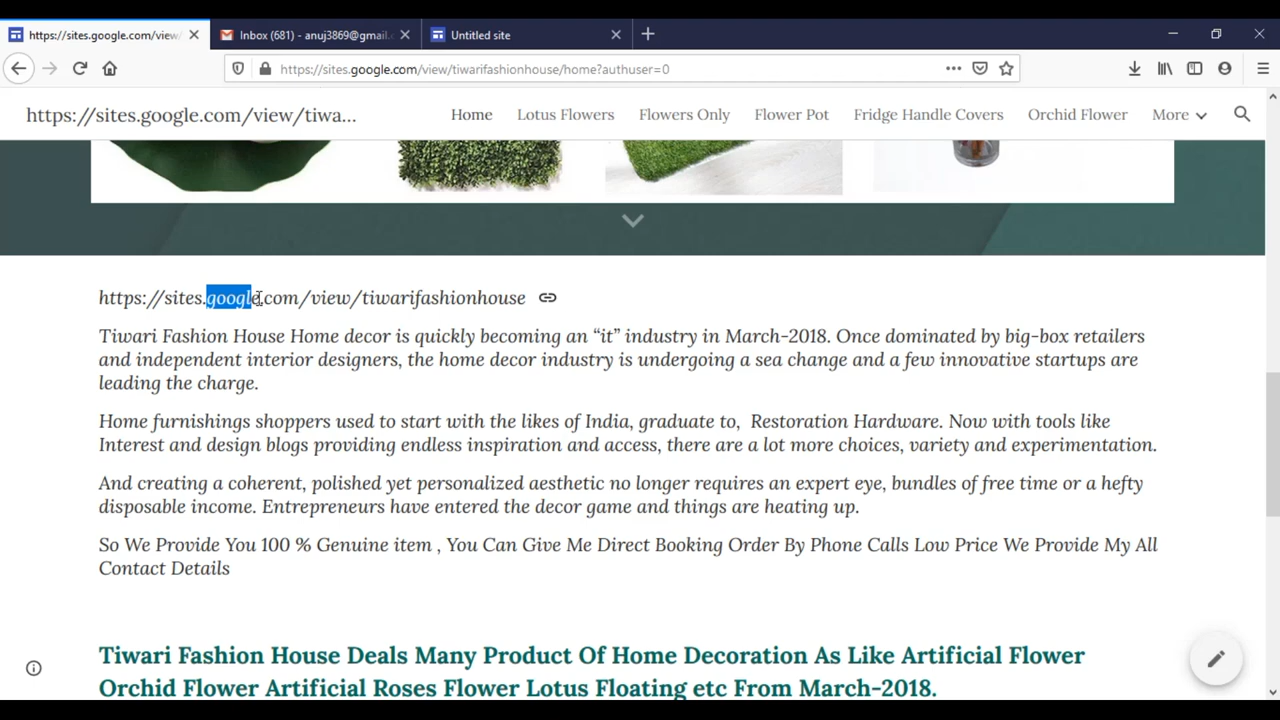 https://sites.google.com/view/
Inbox (681) - anuj3869@gmail.
Untitled site
https://sites.google.com/view/tiwarifashionhouse/home?authuser=0
https://sites.google.com/view/tiwa...
Home
Lotus Flowers
Flowers Only
Flower Pot
Fridge Handle Covers
Orchid Flower
More
https://sites.google.com/view/tiwarifashionhouse
Tiwari Fashion House Home decor is quickly becoming an “it” industry in March-2018. Once dominated by big-box retailers
and independent interior designers, the home decor industry is undergoing a sea change and a few innovative startups are
leading the charge.
Home furnishings shoppers used to start with the likes of India, graduate to,  Restoration Hardware. Now with tools like
Interest and design blogs providing endless inspiration and access, there are a lot more choices, variety and experimentation.
And creating a coherent, polished yet personalized aesthetic no longer requires an expert eye, bundles of free time or a hefty
disposable income. Entrepreneurs have entered the decor game and things are heating up.
So We Provide You 100 % Genuine item , You Can Give Me Direct Booking Order By Phone Calls Low Price We Provide My All
Contact Details
Tiwari Fashion House Deals Many Product Of Home Decoration As Like Artificial Flower
Orchid Flower Artificial Roses Flower Lotus Floating etc From March-2018.